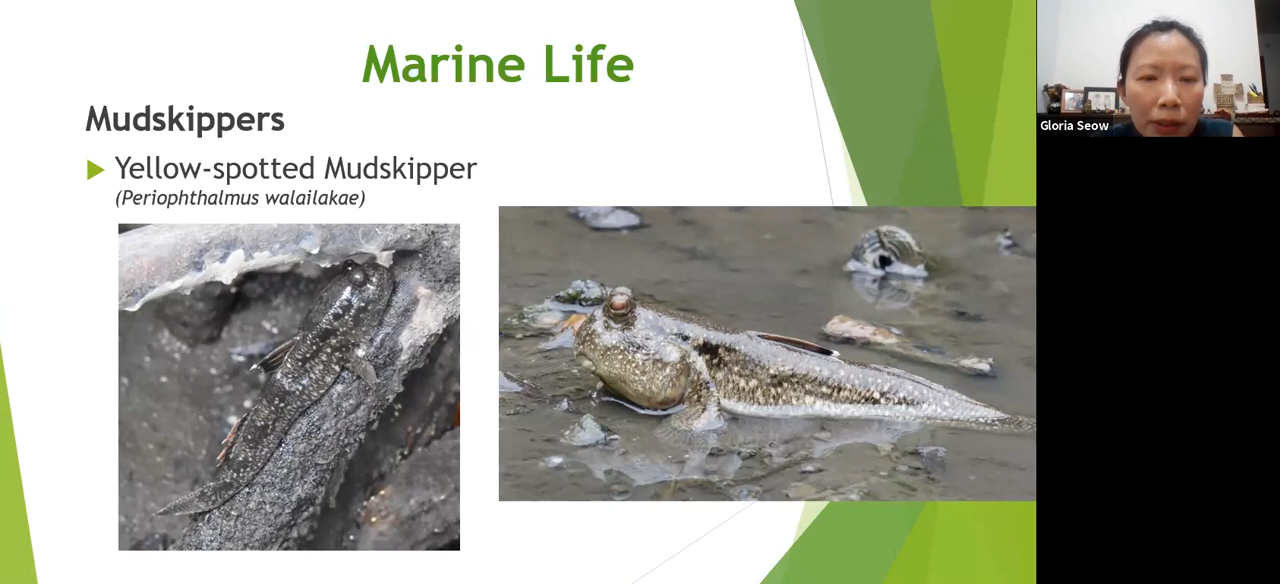 Marine Life
Mudskippers
Yellow-spotted Mudskipper
(Periophthalmus walailakae)
Gloria Seow